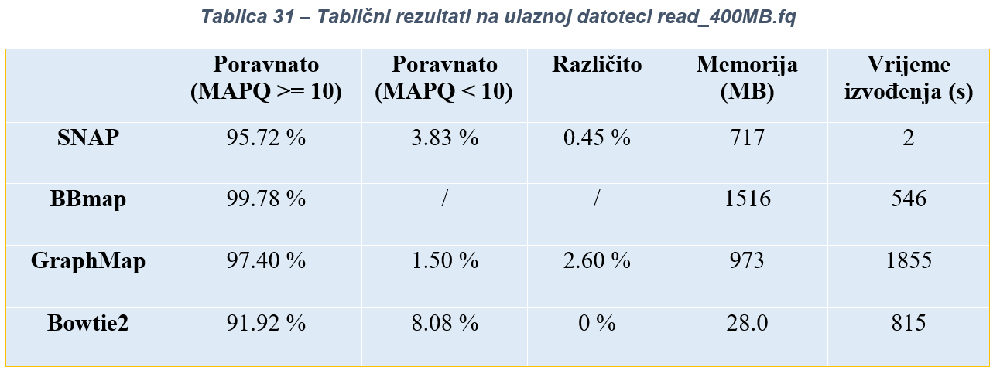 Tablica 31 – Tablični rezultati na ulaznoj datoteci read_400MB.fq
Poravnato (MAPQ >= 10) Poravnato (MAPQ < 10) Različito Memorija (MB) Vrijeme izvođenja (s)
SNAP 95.72 % 3.83 % 0.45 % 717 2
BBmap 99.78 % / / 1516 546
GraphMap 97.40 % 1.50 % 2.60 % 973 1855
Bowtie2 91.92 % 8.08 % 0 % 28.0 815